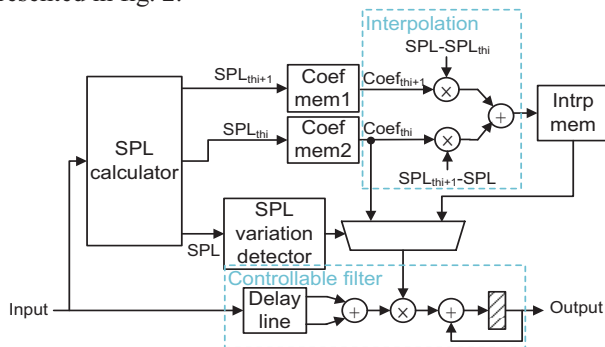 resented in fig. 2.
Interpolation
SPL-SPLthi
SPLthi+1
Coef
mem1
Coefthi+1
×
+
Intrp
mem
SPL
calculator
SPLthi
Coef
mem2
Coefthi
×
SPLthi+1-SPL
SPL
SPL
variation
detector
Controllable filter
Input
Delay
line
+
×
+
Output